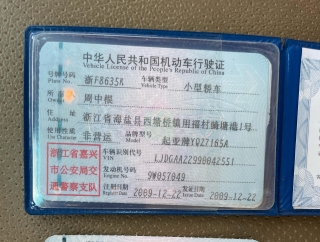 中华人民共和国机动车行驶证
Vehicle License of the People's Republic of China
号牌号码 Plate No. 浙F8635K 车辆类型 Vehicle Type 小型轿车
所有人 Owner 周中根
住址 Address 浙江省海盐县西塘桥镇
使用性质 Use Character 非营运 品牌型号 Model 起亚牌YQZ7165A
浙江省嘉兴 车辆识别代号 VIN LJDGAA22990042551
市公安局交 发动机号码 Engine No. 9W057049
通警察支队 注册日期 Register Date 2009-12-22 发证日期 Issue Date 2009-12-22